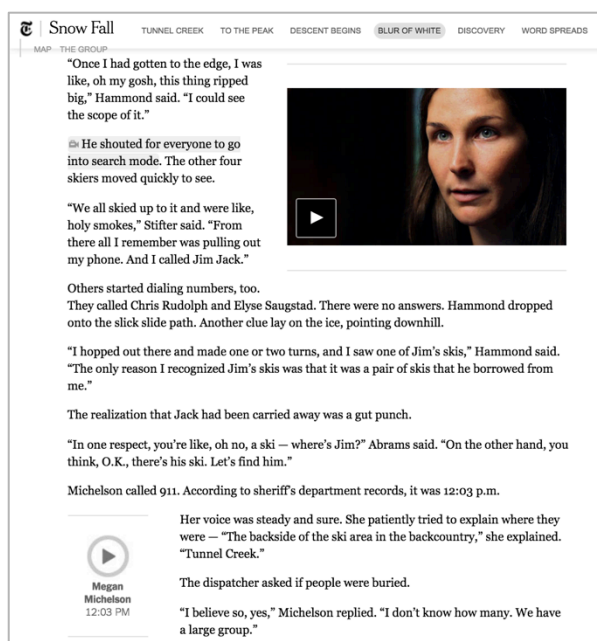 Snow Fall
TUNNEL CREEK
TO THE PEAK
DESCENT BEGINS
BLUR OF WHITE
DISCOVERY
WORD SPREADS
MAP
THE GROUP
“Once I had gotten to the edge, I was
like, oh my gosh, this thing ripped
big,” Hammond said. “I could see
the scope of it.”
He shouted for everyone to go
into search mode. The other four
skiers moved quickly to see.
“We all skied up to it and were like,
holy smokes,” Stifter said. “From
there all I remember was pulling out
my phone. And I called Jim Jack.”
Others started dialing numbers, too.
They called Chris Rudolph and Elyse Saugstad. There were no answers. Hammond dropped
onto the slick slide path. Another clue lay on the ice, pointing downhill.
“I hopped out there and made one or two turns, and I saw one of Jim’s skis,” Hammond said.
“The only reason I recognized Jim’s skis was that it was a pair of skis that he borrowed from
me.”
The realization that Jack had been carried away was a gut punch.
“In one respect, you’re like, oh no, a ski — where’s Jim?” Abrams said. “On the other hand, you
think, O.K., there’s his ski. Let’s find him.”
Michelson called 911. According to sheriff’s department records, it was 12:03 p.m.
Megan
Michelson
12:03 PM
Her voice was steady and sure. She patiently tried to explain where they
were — “The backside of the ski area in the backcountry,” she explained.
“Tunnel Creek.”
The dispatcher asked if people were buried.
“I believe so, yes,” Michelson replied. “I don’t know how many. We have
a large group.”